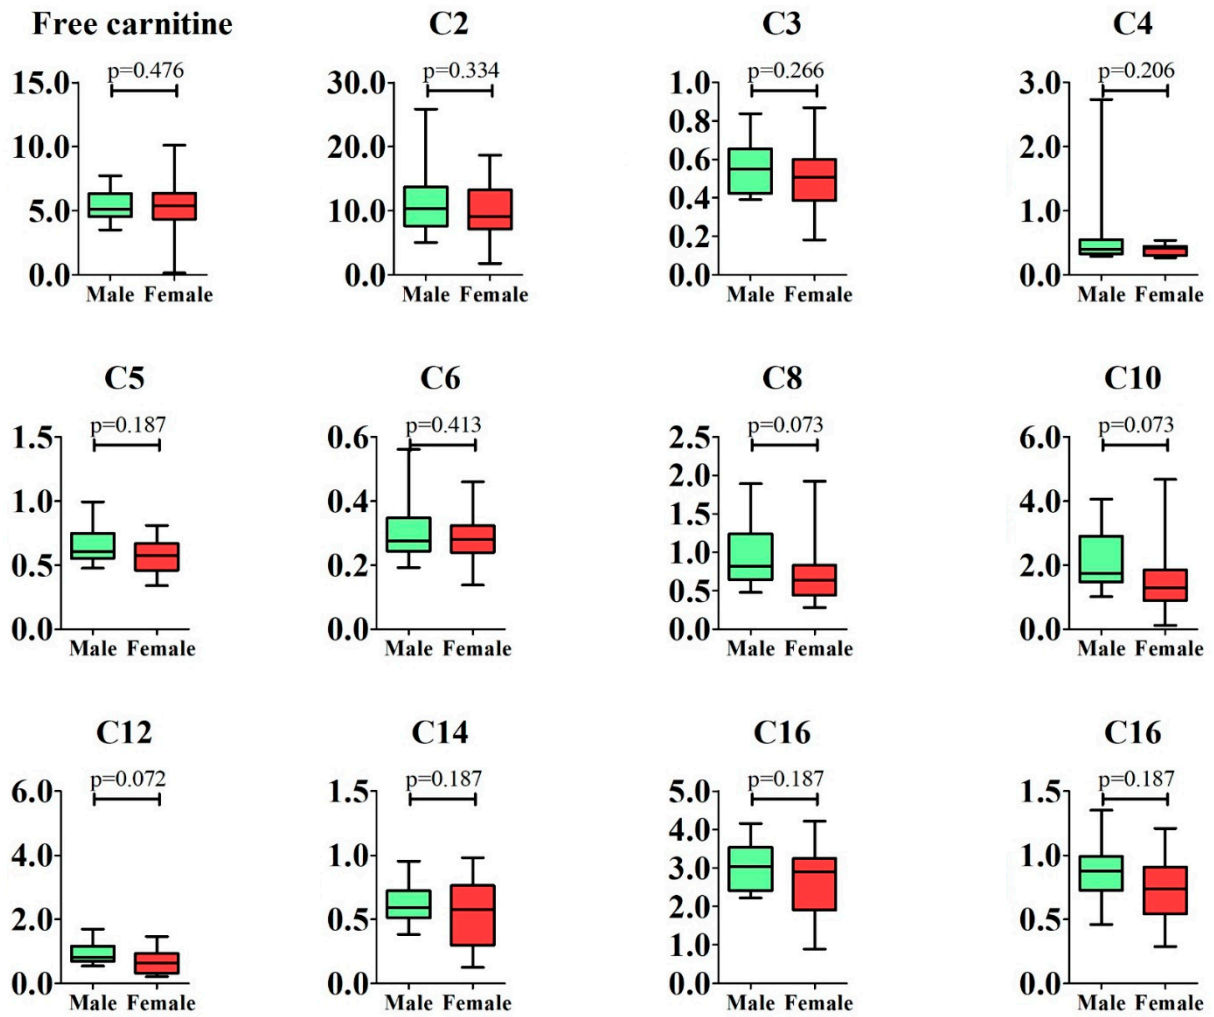 Free carnitine C2 C3 C4
p=0.476 p=0.334 p=0.266 p=0.206
15.0 30.0 1.0 3.0
0.8
10.0 20.0 2.0
0.6
5.0 10.0 0.4 1.0
0.2
0.0 0.0 0.0 0.0
Male Female Male Female Male Female Male Female
C5 C6 C8 C10
p=0.187 p=0.413 p=0.073 p=0.073
1.5 0.6 2.5 6.0
2.0
1.0 0.4 1.5 4.0
1.0
0.5 0.2 0.5 2.0
0.0 0.0 0.0 0.0
Male Female Male Female Male Female Male Female
C12 C14 C16 C16
p=0.072 p=0.187 p=0.187 p=0.187
6.0 1.5 5.0 1.5
4.0
4.0 1.0 3.0 1.0
2.0 0.5 2.0 0.5
1.0
0.0 0.0 0.0 0.0
Male Female Male Female Male Female Male Female